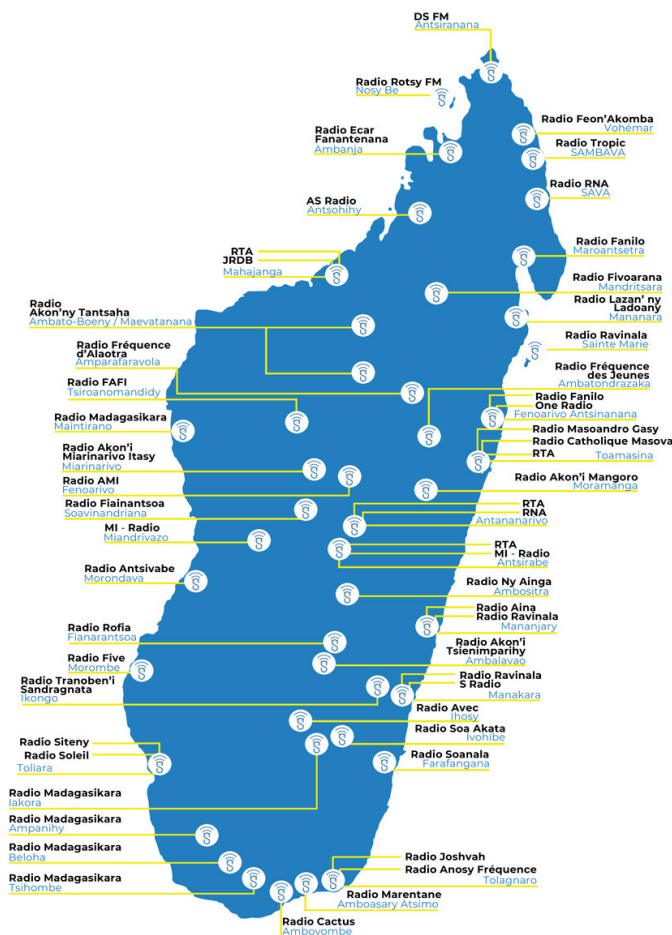 DS FM
Antsiranana
Radio Rotsy FM
Nosy Be
Radio Feon'Akomba
Vohémar
Radio Ecar
Fanantenana
Ambanja
Radio Tropic
SAMBAVA
Radio RNA
SAVA
AS Radio
Antsohihy
Radio Fanilo
Maroantsetra
RTA
JRDB
Mahajanga
Radio Fivoarana
Mandritsara
Radio Lazan' ny
Ladoany
Mananara
Radio
Akon'ny Tantsaha
Ambato-Boeny / Maevatanana
Radio Ravinala
Sainte Marie
Radio Fréquence
d'Alaotra
Amparafaravola
Radio Fréquence
des Jeunes
Ambatondrazaka
Radio FAFI
Tsiroanomandidy
Radio Fanilo
One Radio
Fenoarivo Antsinanana
Radio Madagasikara
Maintirano
Radio Masoandro Gasy
Radio Catholique Masova
RTA
Toamasina
Radio Akon'i
Miarinarivo Itasy
Miarinarivo
Radio AMI
Fenoarivo
Radio Akon'i Mangoro
Moramanga
Radio Fiainantsoa
Soavinandriana
RTA
RNA
Antananarivo
MI - Radio
Miandrivazo
RTA
MI - Radio
Antsirabe
Radio Antsivabe
Morondava
Radio Ny Ainga
Ambositra
Radio Aina
Radio Ravinala
Mananjary
Radio Rofia
Fianarantsoa
Radio Akon'i
Tsienimparihy
Ambalavao
Radio Five
Morombe
Radio Tranoben'i
Sandragnata
Ikongo
Radio Ravinala
S Radio
Manakara
Radio Avec
Ihosy
Radio Soa Akata
Ivohibe
Radio Siteny
Radio Soleil
Toliara
Radio Soanala
Farafangana
Radio Madagasikara
Iakora
Radio Madagasikara
Ampanihy
Radio Madagasikara
Beloha
Radio Madagasikara
Tsihombe
Radio Joshvah
Radio Anosy Fréquence
Tolagnaro
Radio Marentane
Amboasary Atsimo
Radio Cactus
Ambovombe